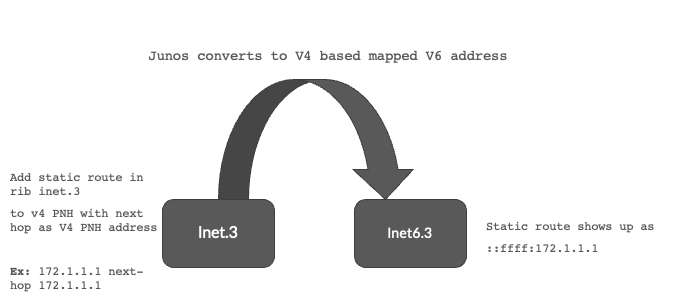 Junos converts to V4 based mapped V6 address
Add static route in
rib inet.3
to v4 PNH with next
hop as V4 PNH address
Ex: 172.1.1.1 next-
hop 172.1.1.1
Inet.3
Inet6.3
Static route shows up as
::ffff:172.1.1.1